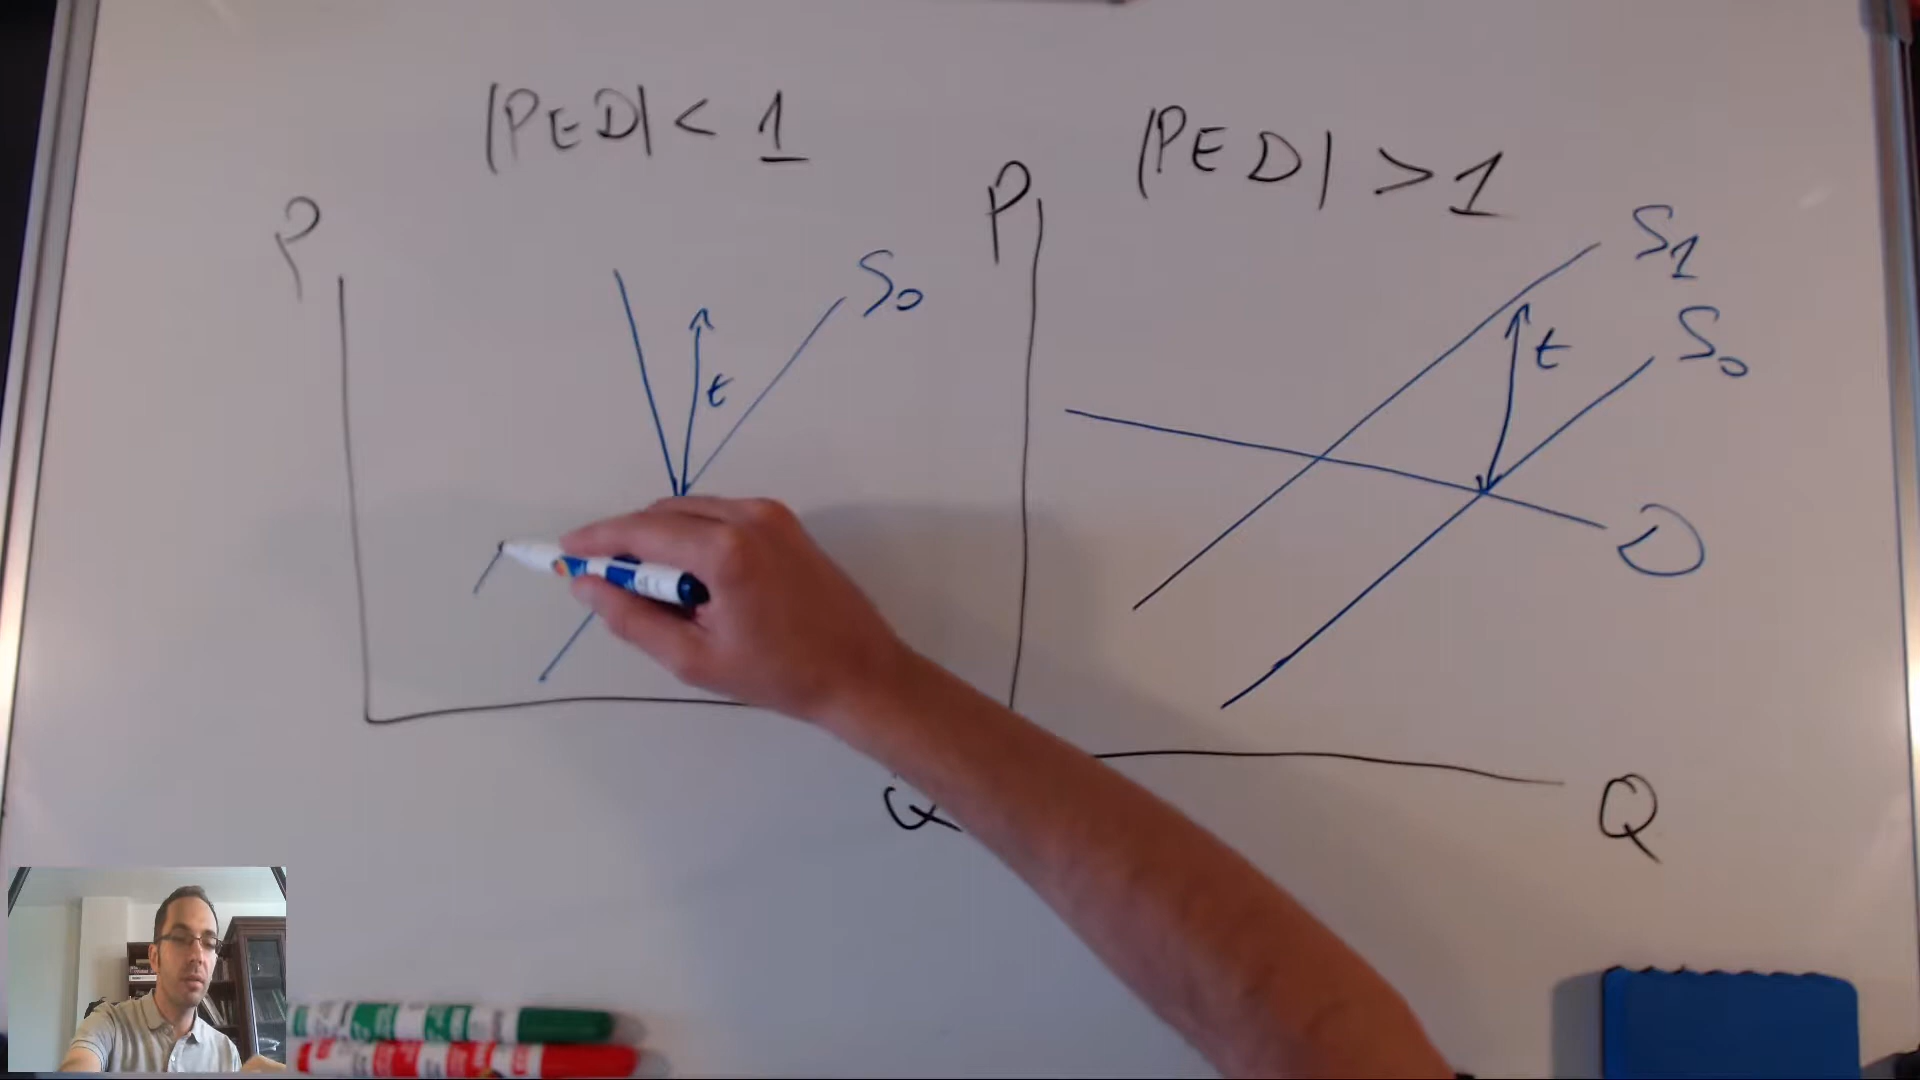 |PED| < 1
|PED| > 1
P
S₀
t
Q
P
S₁
S₀
t
D
Q